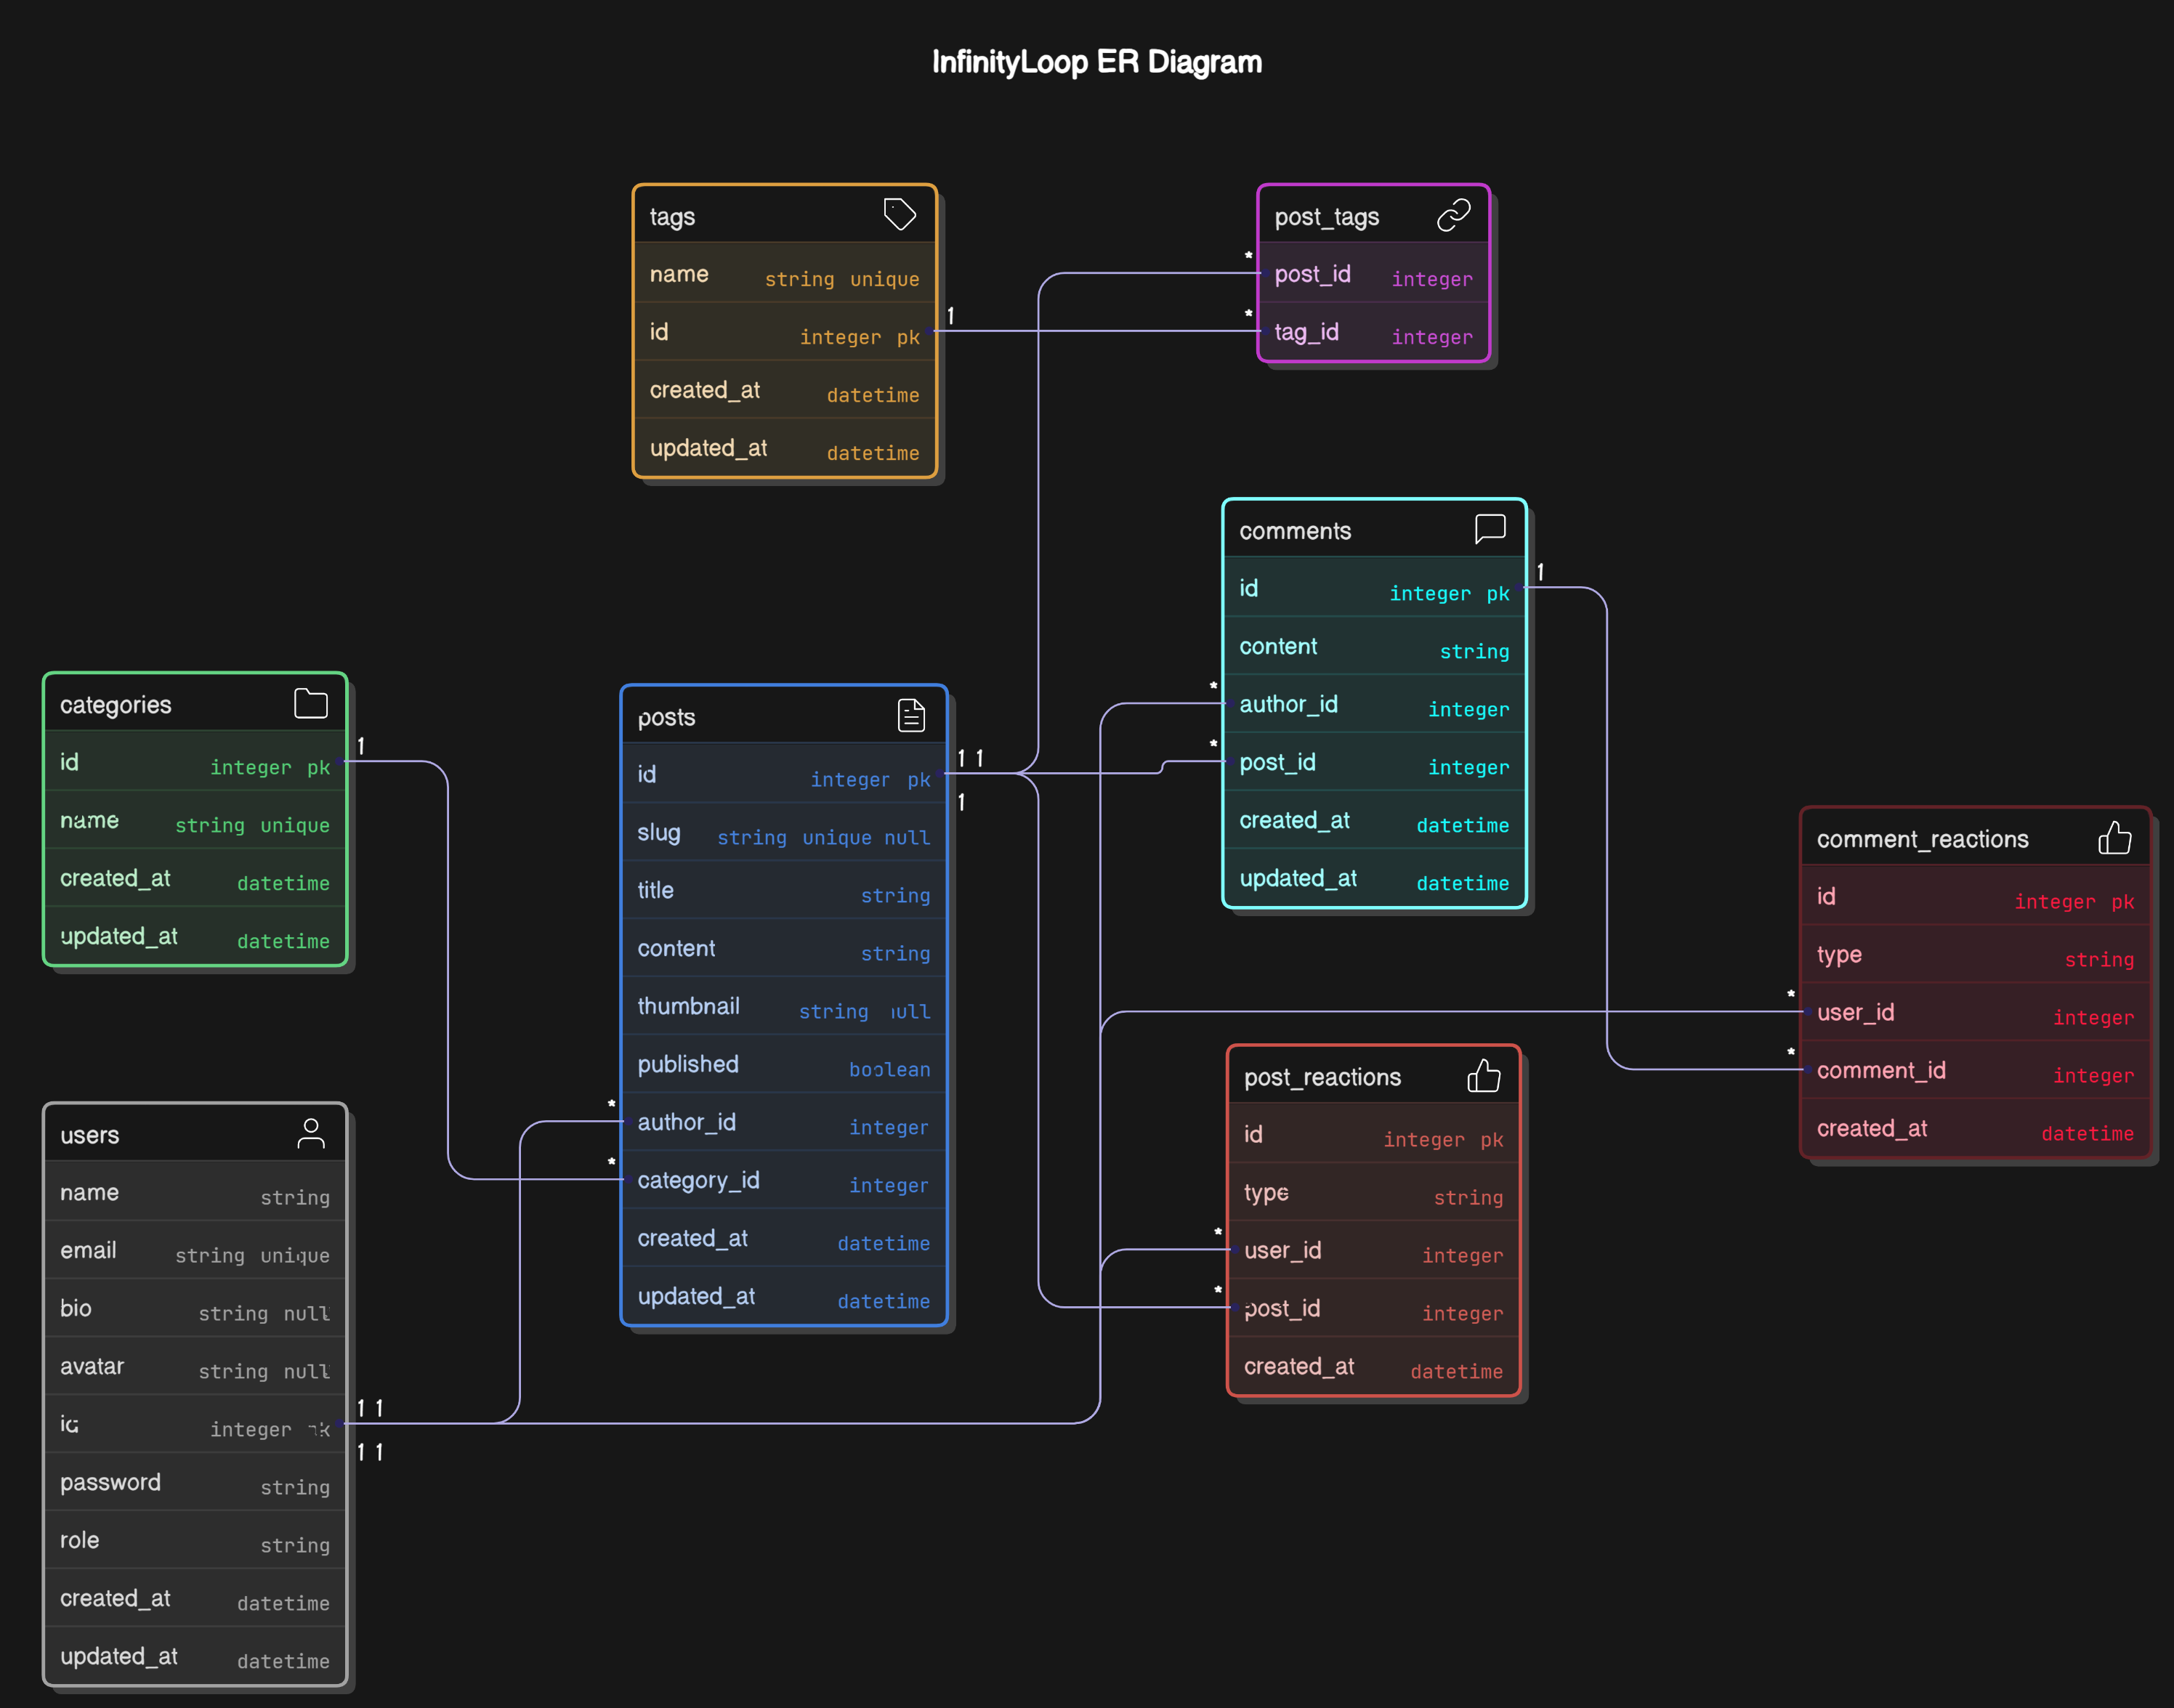 InfinityLoop ER Diagram
tags
name string unique
id integer pk
1
created_at datetime
updated_at datetime
post_tags
*
post_id integer
*
tag_id integer
comments
id integer pk
1
content string
*
author_id integer
*
post_id integer
created_at datetime
updated_at datetime
categories
id integer pk
1
name string unique
created_at datetime
updated_at datetime
posts
id integer pk
1 1
1
slug string unique null
title string
content string
thumbnail string null
published boolean
*
author_id integer
*
category_id integer
created_at datetime
updated_at datetime
comment_reactions
id integer pk
type string
*
user_id integer
*
comment_id integer
created_at datetime
post_reactions
id integer pk
type string
*
user_id integer
*
post_id integer
created_at datetime
users
name string
email string unique
bio string null
avatar string null
id integer pk
1 1
1 1
password string
role string
created_at datetime
updated_at datetime